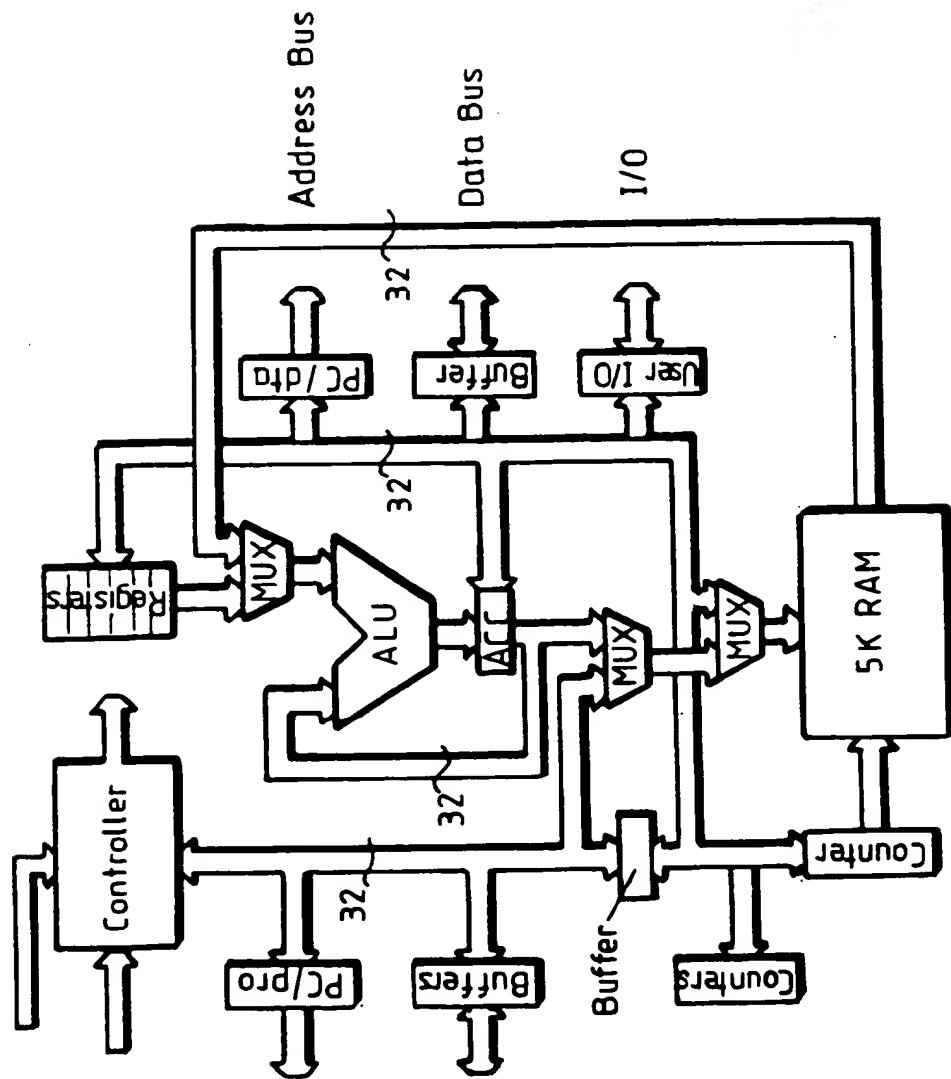 Address Bus
Data Bus
I/O
32
PC/dta
Buffer
User I/O
32
Registers
MUX
ALU
ACC
MUX
MUX
5K RAM
32
Controller
32
PC/pro
Buffers
Buffer
Counters
Counter